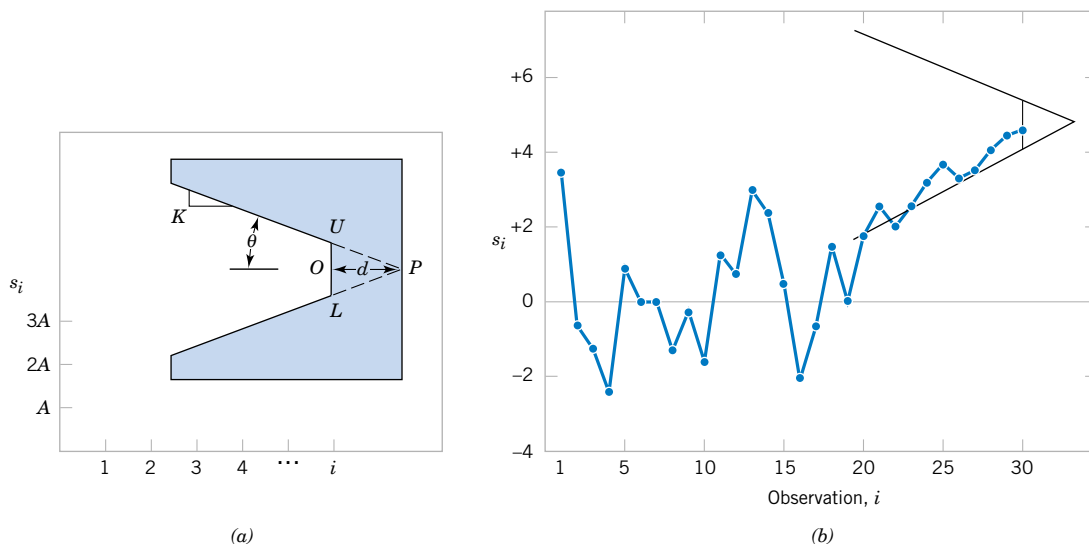 K
U
θ
O
d
P
L
s_i
3A
2A
A
1 2 3 4 ... i
(a)
+6
+4
+2
s_i
0
–2
–4
1 5 10 15 20 25 30
Observation, i
(b)